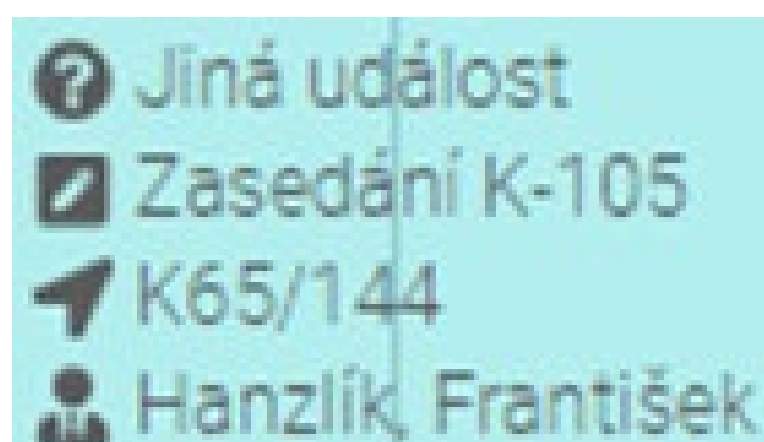 Jiná událost
Zasedání K-105
K65/144
Hanzlík, František